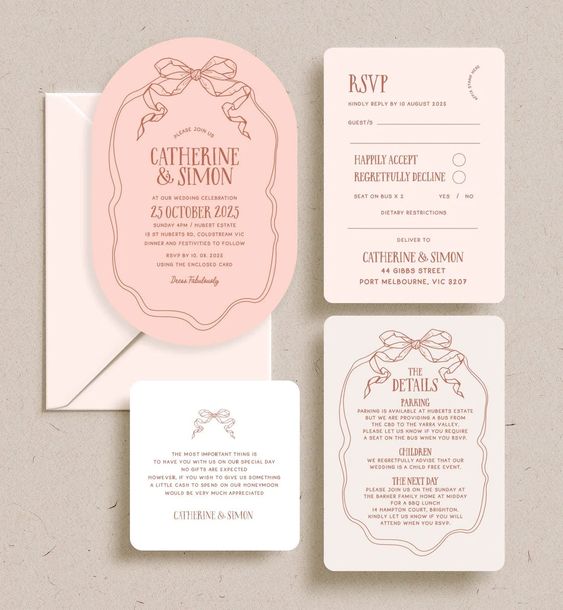 PLEASE JOIN US
CATHERINE
& SIMON
AT OUR WEDDING CELEBRATION
25 OCTOBER 2025
SUNDAY 4PM / HUBERT ESTATE
ST HUBERTS RD, COLDSTREAM VIC
DINNER AND FESTIVITIES TO FOLLOW
RSVP BY 10. 08. 2025
USING THE ENCLOSED CARD
Dress Fabulously
RSVP
KINDLY REPLY BY 10 AUGUST 2025
GUEST/S
HAPPILY ACCEPT
REGRETFULLY DECLINE
SEAT ON BUS X 2 YES / NO
DIETARY RESTRICTIONS
DELIVER TO
CATHERINE & SIMON
44 GIBBS STREET
PORT MELBOURNE, VIC 3207
THE MOST IMPORTANT THING IS
TO HAVE YOU WITH US ON OUR SPECIAL DAY
NO GIFTS ARE EXPECTED
HOWEVER, IF YOU WISH TO GIVE US SOMETHING
A LITTLE CASH TO SPEND ON OUR HONEYMOON
WOULD BE VERY MUCH APPRECIATED
CATHERINE & SIMON
THE
DETAILS
PARKING
PARKING IS AVAILABLE AT HUBERTS ESTATE
BUT WE ARE PROVIDING A BUS FROM
THE CBD TO THE YARRA VALLEY.
PLEASE LET US KNOW IF YOU REQUIRE
A SEAT ON THE BUS WHEN YOU RSVP.
CHILDREN
WE REGRETFULLY ADVISE THAT OUR
WEDDING IS A CHILD FREE EVENT.
THE NEXT DAY
PLEASE JOIN US ON THE SUNDAY AT
THE BARKER FAMILY HOME AT MIDDAY
FOR A BBQ LUNCH
14 HAMPTON COURT, BRIGHTON.
KINDLY LET US KNOW IF YOU WILL
ATTEND WHEN YOU RSVP.